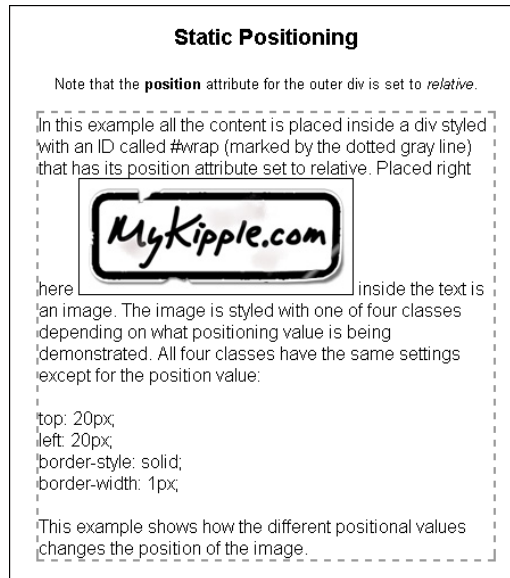 Static Positioning
Note that the position attribute for the outer div is set to relative.
In this example all the content is placed inside a div styled
with an ID called #wrap (marked by the dotted gray line)
that has its position attribute set to relative. Placed right
MyKipple.com
here inside the text is
an image. The image is styled with one of four classes
depending on what positioning value is being
demonstrated. All four classes have the same settings
except for the position value:
top: 20px;
left: 20px;
border-style: solid;
border-width: 1px;
This example shows how the different positional values
changes the position of the image.